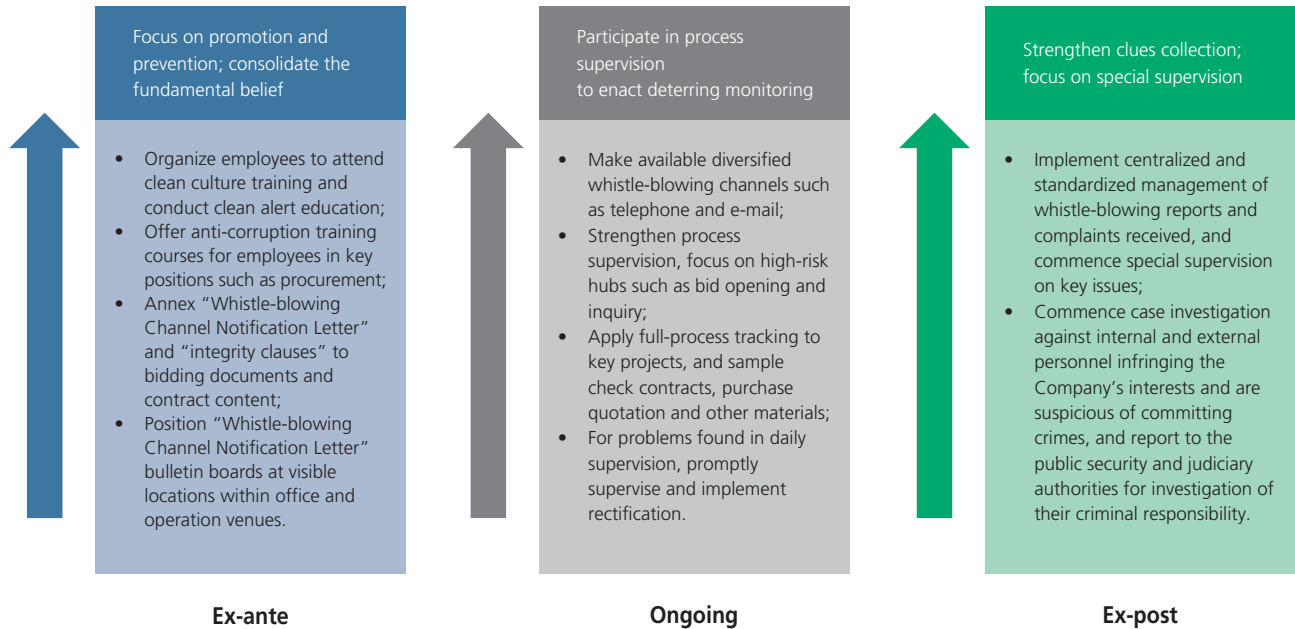 Focus on promotion and
prevention; consolidate the
fundamental belief
• Organize employees to attend
clean culture training and
conduct clean alert education;
• Offer anti-corruption training
courses for employees in key
positions such as procurement;
• Annex “Whistle-blowing
Channel Notification Letter”
and “integrity clauses” to
bidding documents and
contract content;
• Position “Whistle-blowing
Channel Notification Letter”
bulletin boards at visible
locations within office and
operation venues.
Ex-ante
Participate in process
supervision
to enact deterring monitoring
• Make available diversified
whistle-blowing channels such
as telephone and e-mail;
• Strengthen process
supervision, focus on high-risk
hubs such as bid opening and
inquiry;
• Apply full-process tracking to
key projects, and sample
check contracts, purchase
quotation and other materials;
• For problems found in daily
supervision, promptly
supervise and implement
rectification.
Ongoing
Strengthen clues collection;
focus on special supervision
• Implement centralized and
standardized management of
whistle-blowing reports and
complaints received, and
commence special supervision
on key issues;
• Commence case investigation
against internal and external
personnel infringing the
Company’s interests and are
suspicious of committing
crimes, and report to the
public security and judiciary
authorities for investigation of
their criminal responsibility.
Ex-post